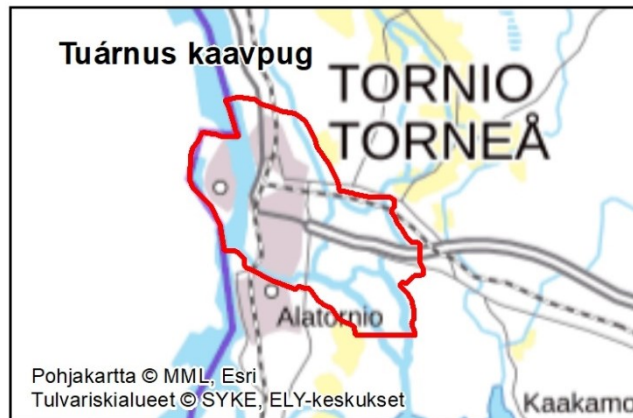 Tuárnus kaavpug
TORNIO
TORNEÅ
Alatornio
Pohjakartta © MML, Esri
Tulvariskialueet © SYKE, ELY-keskukset
Kaakamo